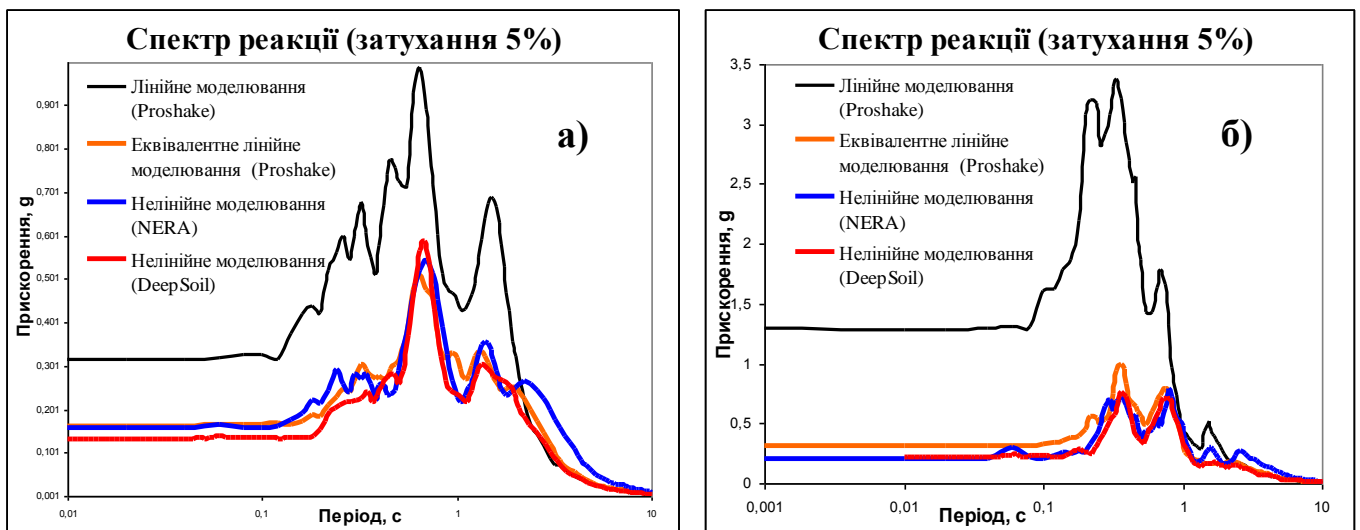 Спектр реакції (затухання 5%)
Лінійне моделювання
(Proshake)
Еквівалентне лінійне
моделювання (Proshake)
Нелінійне моделювання
(NERA)
Нелінійне моделювання
(DeepSoil)
а)
Прискорення, g
0,901
0,801
0,701
0,601
0,501
0,401
0,301
0,201
0,101
0,001
0,01
0,1
1
10
Період, с
Спектр реакції (затухання 5%)
Лінійне моделювання
(Proshake)
Еквівалентне лінійне
моделювання (Proshake)
Нелінійне моделювання
(NERA)
Нелінійне моделювання
(DeepSoil)
б)
Прискорення, g
3,5
3
2,5
2
1,5
1
0,5
0
0,001
0,01
0,1
1
10
Період, с